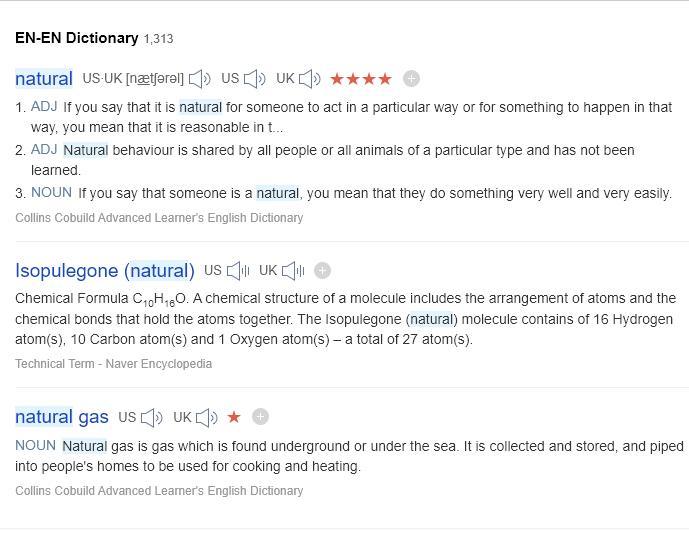 EN-EN Dictionary 1,313
natural US·UK [nætʃərəl] US UK ★★★★
1. ADJ If you say that it is natural for someone to act in a particular way or for something to happen in that
way, you mean that it is reasonable in t...
2. ADJ Natural behaviour is shared by all people or all animals of a particular type and has not been
learned.
3. NOUN If you say that someone is a natural, you mean that they do something very well and very easily.
Collins Cobuild Advanced Learner's English Dictionary
Isopulegone (natural) US UK
Chemical Formula C₁₀H₁₆O. A chemical structure of a molecule includes the arrangement of atoms and the
chemical bonds that hold the atoms together. The Isopulegone (natural) molecule contains of 16 Hydrogen
atom(s), 10 Carbon atom(s) and 1 Oxygen atom(s) – a total of 27 atom(s).
Technical Term - Naver Encyclopedia
natural gas US UK ★
NOUN Natural gas is gas which is found underground or under the sea. It is collected and stored, and piped
into people's homes to be used for cooking and heating.
Collins Cobuild Advanced Learner's English Dictionary